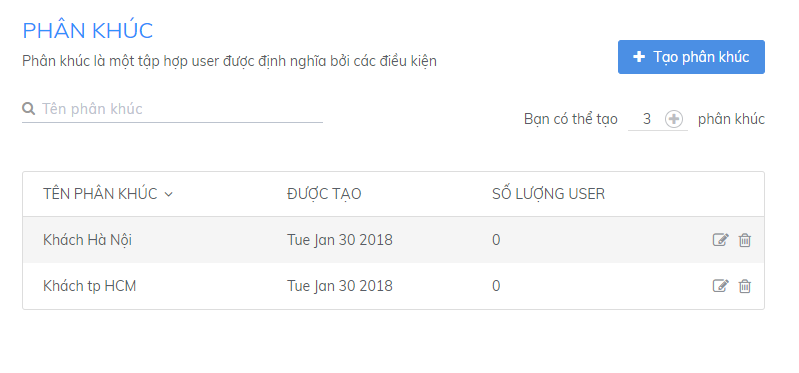 PHÂN KHÚC
Phân khúc là một tập hợp user được định nghĩa bởi các điều kiện
Tạo phân khúc
Tên phân khúc
Bạn có thể tạo 3 phân khúc
TÊN PHÂN KHÚC ĐƯỢC TẠO SỐ LƯỢNG USER
Khách Hà Nội Tue Jan 30 2018 0
Khách tp HCM Tue Jan 30 2018 0